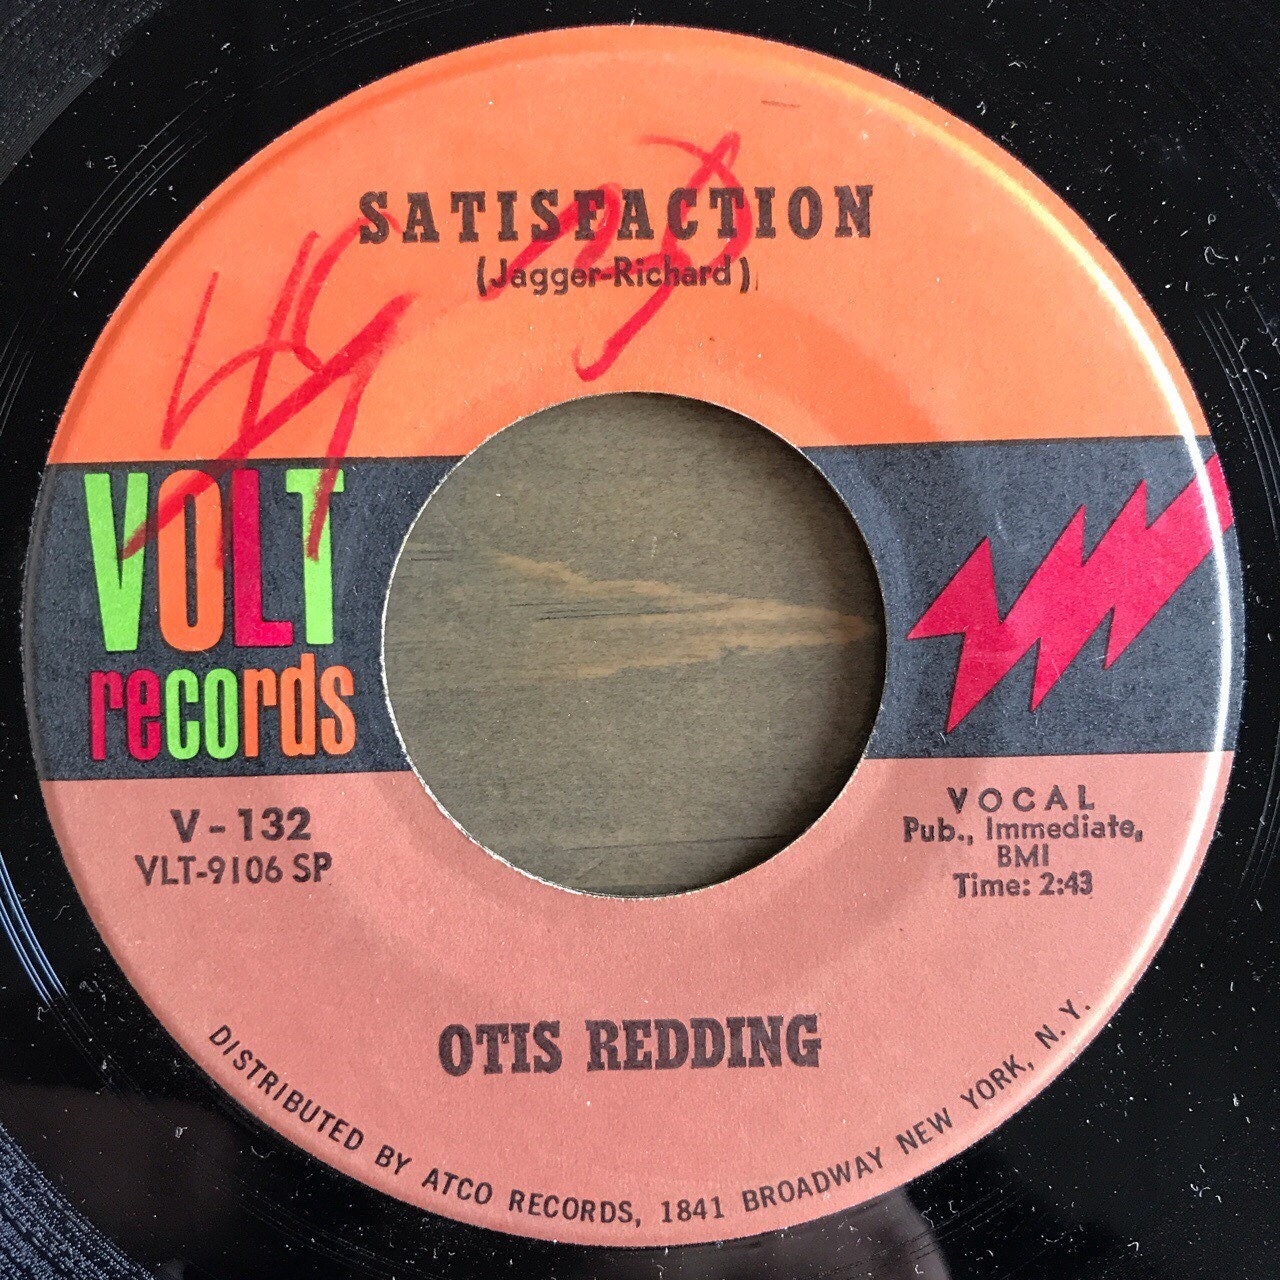 SATISFACTION
(Jagger-Richard)
VOLT
records
V-132
VLT-9106 SP
VOCAL
Pub., Immediate,
BMI
Time: 2:43
OTIS REDDING
DISTRIBUTED BY ATCO RECORDS, 1841 BROADWAY NEW YORK, N. Y.